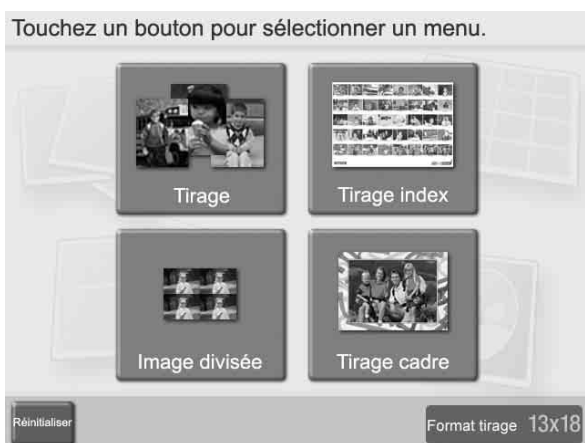 Touchez un bouton pour sélectionner un menu.
Tirage
Tirage index
Image divisée
Tirage cadre
Réinitialiser
Format tirage 13x18